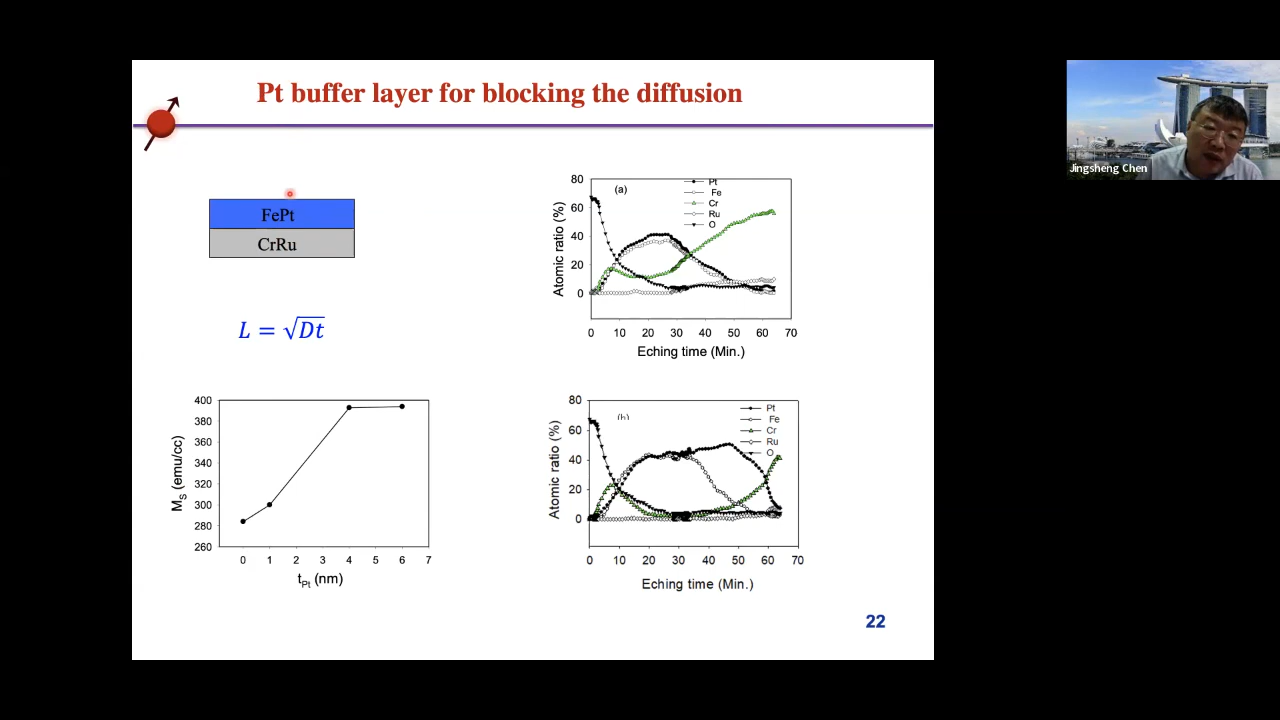 Pt buffer layer for blocking the diffusion
Jingsheng Chen
FePt
CrRu
L = √Dt
(a)
Pt
Fe
Cr
Ru
O
80
60
40
20
0
Atomic ratio (%)
0 10 20 30 40 50 60 70
Eching time (Min.)
400
380
360
340
320
300
280
260
M_S (emu/cc)
0 1 2 3 4 5 6 7
t_Pt (nm)
(b)
Pt
Fe
Cr
Ru
O
80
60
40
20
0
Atomic ratio (%)
0 10 20 30 40 50 60 70
Eching time (Min.)
22